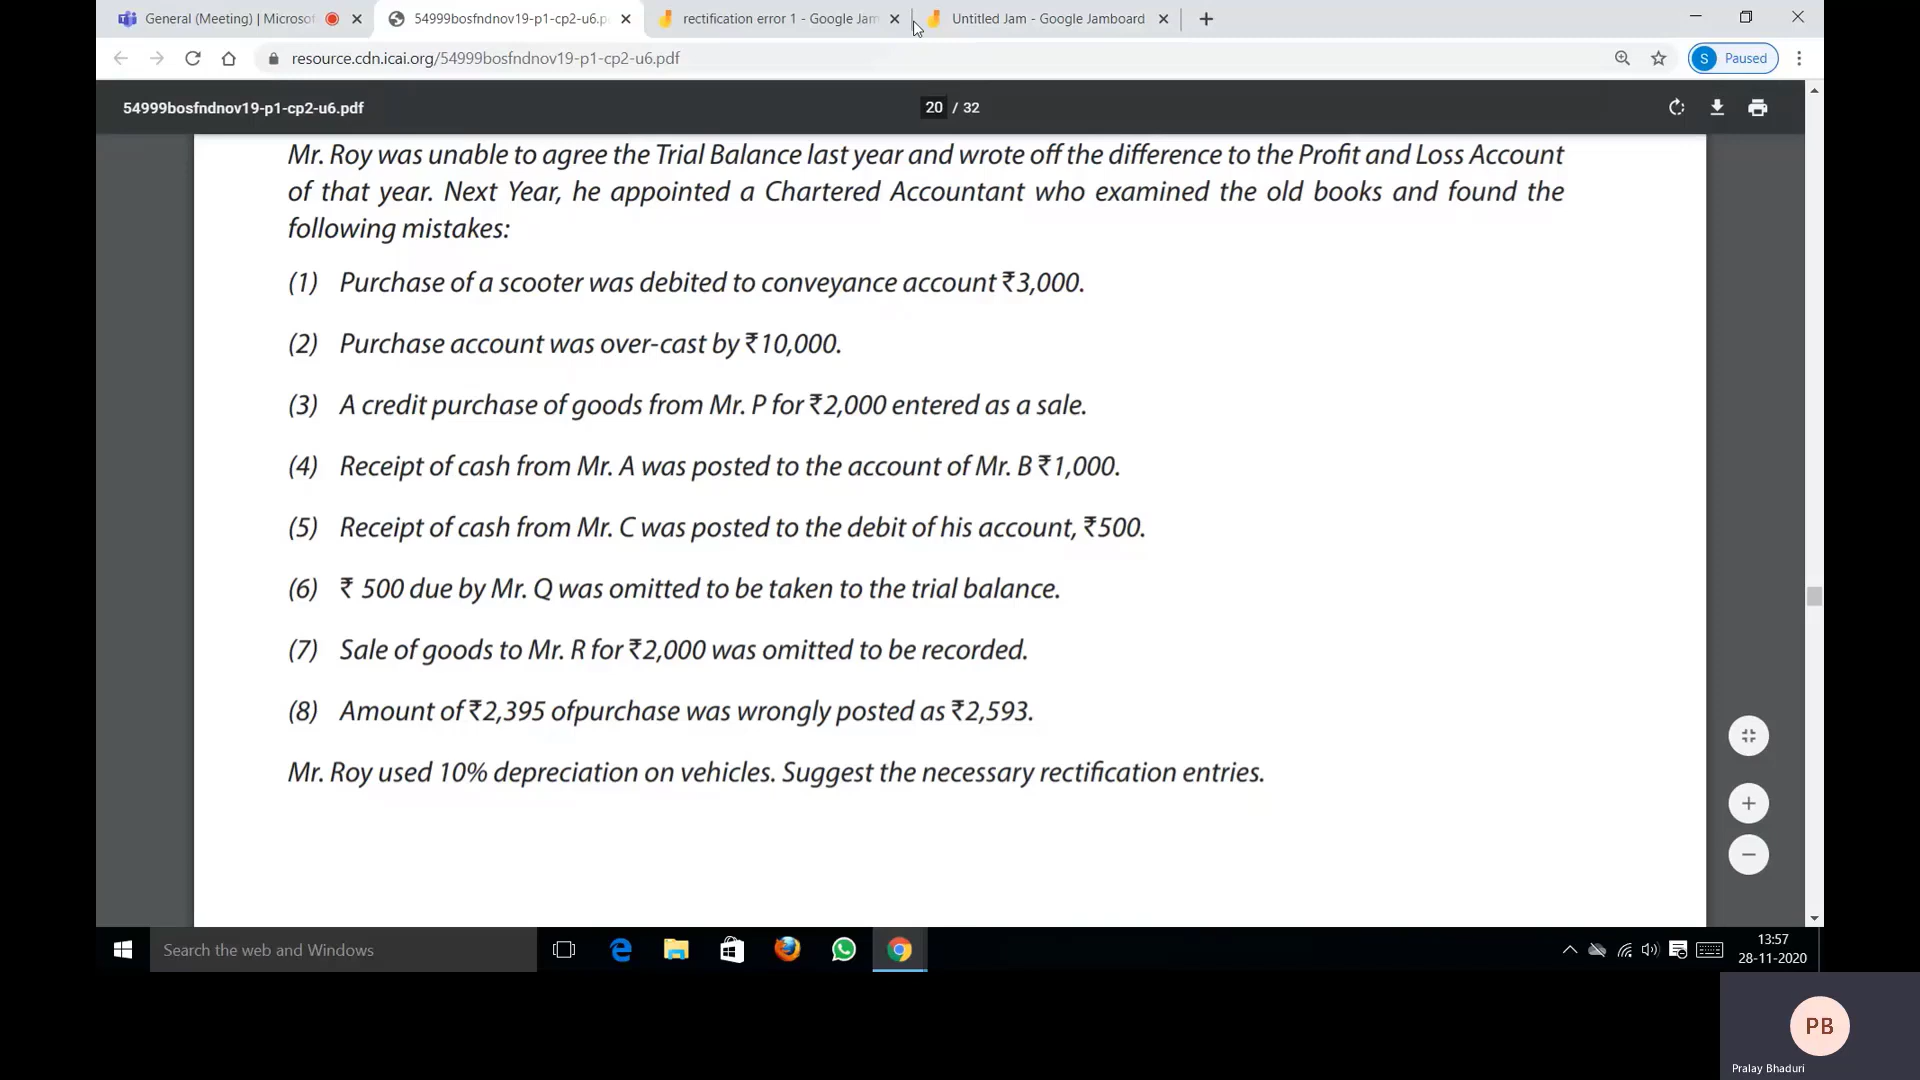 General (Meeting) | Microsof
54999bosfndnov19-p1-cp2-u6.p
rectification error 1 - Google Jam
Untitled Jam - Google Jamboard
resource.cdn.icai.org/54999bosfndnov19-p1-cp2-u6.pdf
S Paused
54999bosfndnov19-p1-cp2-u6.pdf
20 / 32
Mr. Roy was unable to agree the Trial Balance last year and wrote off the difference to the Profit and Loss Account
of that year. Next Year, he appointed a Chartered Accountant who examined the old books and found the
following mistakes:
(1) Purchase of a scooter was debited to conveyance account ₹3,000.
(2) Purchase account was over-cast by ₹10,000.
(3) A credit purchase of goods from Mr. P for ₹2,000 entered as a sale.
(4) Receipt of cash from Mr. A was posted to the account of Mr. B ₹1,000.
(5) Receipt of cash from Mr. C was posted to the debit of his account, ₹500.
(6) ₹ 500 due by Mr. Q was omitted to be taken to the trial balance.
(7) Sale of goods to Mr. R for ₹2,000 was omitted to be recorded.
(8) Amount of ₹2,395 ofpurchase was wrongly posted as ₹2,593.
Mr. Roy used 10% depreciation on vehicles. Suggest the necessary rectification entries.
Search the web and Windows
13:57
28-11-2020
PB
Pralay Bhaduri